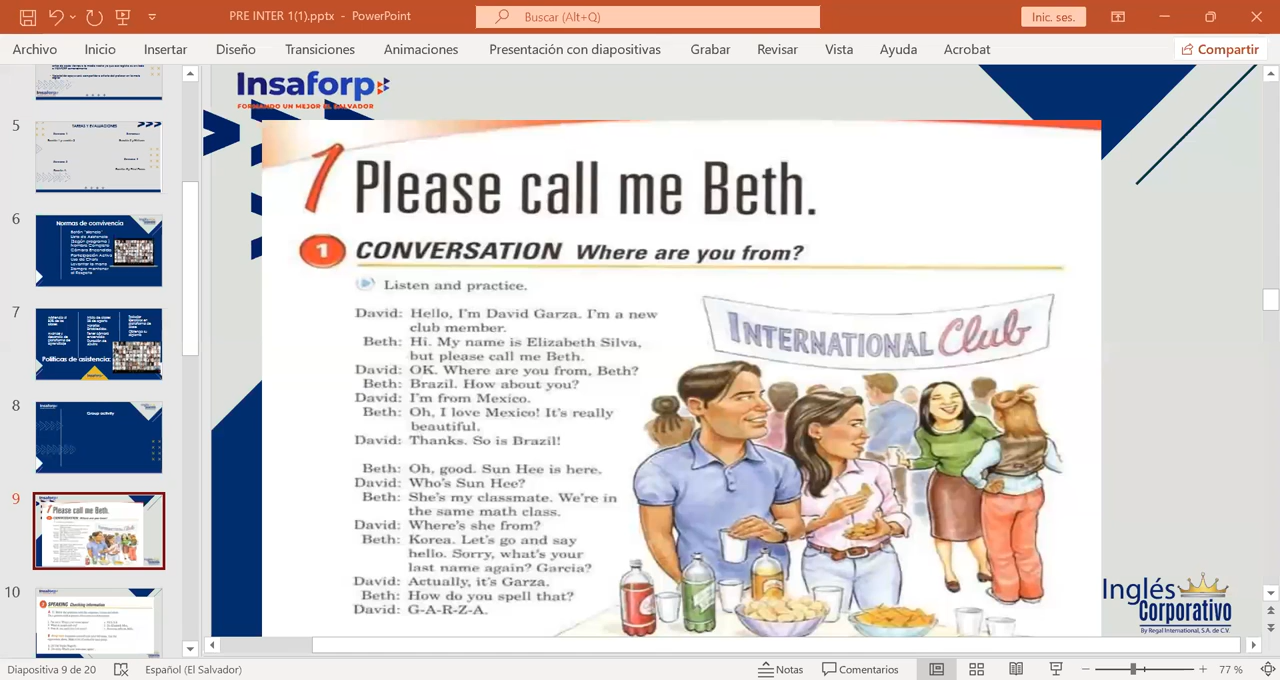 PRE INTER 1(1).pptx - PowerPoint
Buscar (Alt+Q)
Inic. ses.
Archivo Inicio Insertar Diseño Transiciones Animaciones Presentación con diapositivas Grabar Revisar Vista Ayuda Acrobat Compartir
5
TAREAS Y EVALUACIONES
6
Normas de convivencia
7
Políticas de asistencia:
8
Group activity
9
Please call me Beth.
10
SPEAKING Checking information
Insaforp
FORMANDO UN MEJOR EL SALVADOR
1 Please call me Beth.
1 CONVERSATION Where are you from?
Listen and practice.
David: Hello, I'm David Garza. I'm a new
club member.
Beth: Hi. My name is Elizabeth Silva,
but please call me Beth.
David: OK. Where are you from, Beth?
Beth: Brazil. How about you?
David: I'm from Mexico.
Beth: Oh, I love Mexico! It's really
beautiful.
David: Thanks. So is Brazil!
Beth: Oh, good. Sun Hee is here.
David: Who's Sun Hee?
Beth: She's my classmate. We're in
the same math class.
David: Where's she from?
Beth: Korea. Let's go and say
hello. Sorry, what's your
last name again? Garcia?
David: Actually, it's Garza.
Beth: How do you spell that?
David: G-A-R-Z-A.
INTERNATIONAL Club
Inglés
Corporativo
By Regal International, S.A. de C.V.
Diapositiva 9 de 20 Español (El Salvador) Notas Comentarios 77 %